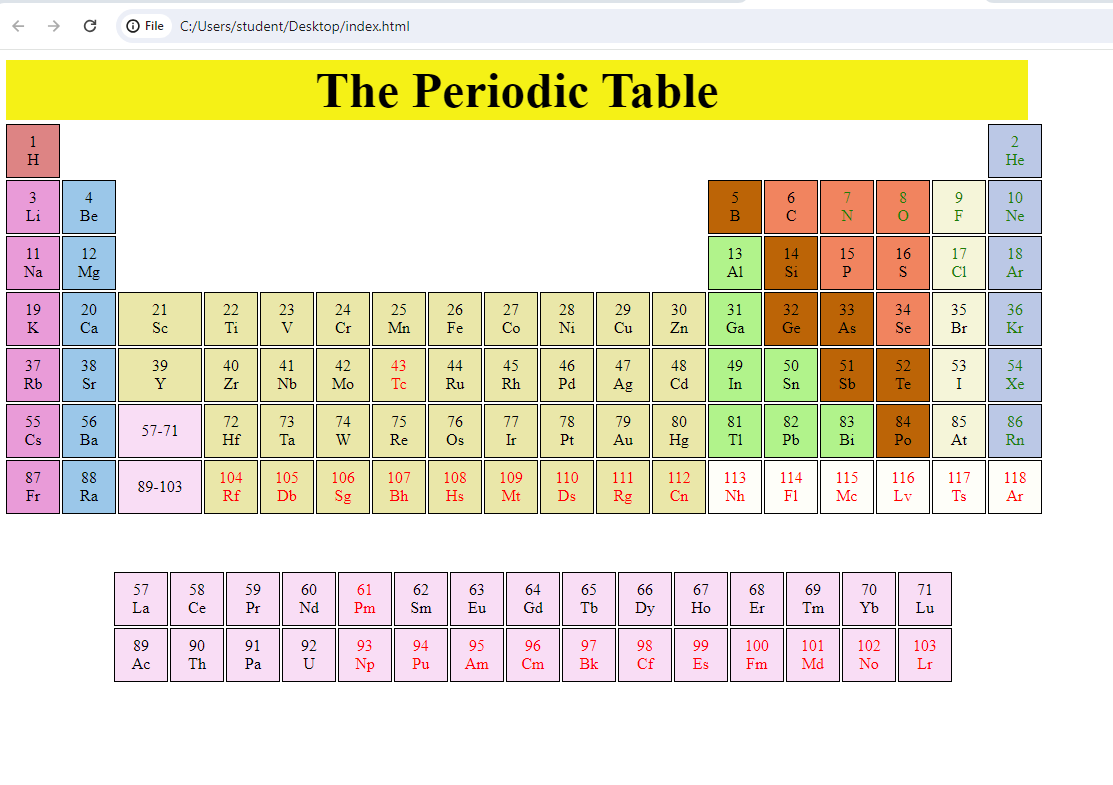 File C:/Users/student/Desktop/index.html
The Periodic Table
1 2
H He
3 4 5 6 7 8 9 10
Li Be B C N O F Ne
11 12 13 14 15 16 17 18
Na Mg Al Si P S Cl Ar
19 20 21 22 23 24 25 26 27 28 29 30 31 32 33 34 35 36
K Ca Sc Ti V Cr Mn Fe Co Ni Cu Zn Ga Ge As Se Br Kr
37 38 39 40 41 42 43 44 45 46 47 48 49 50 51 52 53 54
Rb Sr Y Zr Nb Mo Tc Ru Rh Pd Ag Cd In Sn Sb Te I Xe
55 56 57-71 72 73 74 75 76 77 78 79 80 81 82 83 84 85 86
Cs Ba Hf Ta W Re Os Ir Pt Au Hg Tl Pb Bi Po At Rn
87 88 89-103 104 105 106 107 108 109 110 111 112 113 114 115 116 117 118
Fr Ra Rf Db Sg Bh Hs Mt Ds Rg Cn Nh Fl Mc Lv Ts Ar
57 58 59 60 61 62 63 64 65 66 67 68 69 70 71
La Ce Pr Nd Pm Sm Eu Gd Tb Dy Ho Er Tm Yb Lu
89 90 91 92 93 94 95 96 97 98 99 100 101 102 103
Ac Th Pa U Np Pu Am Cm Bk Cf Es Fm Md No Lr